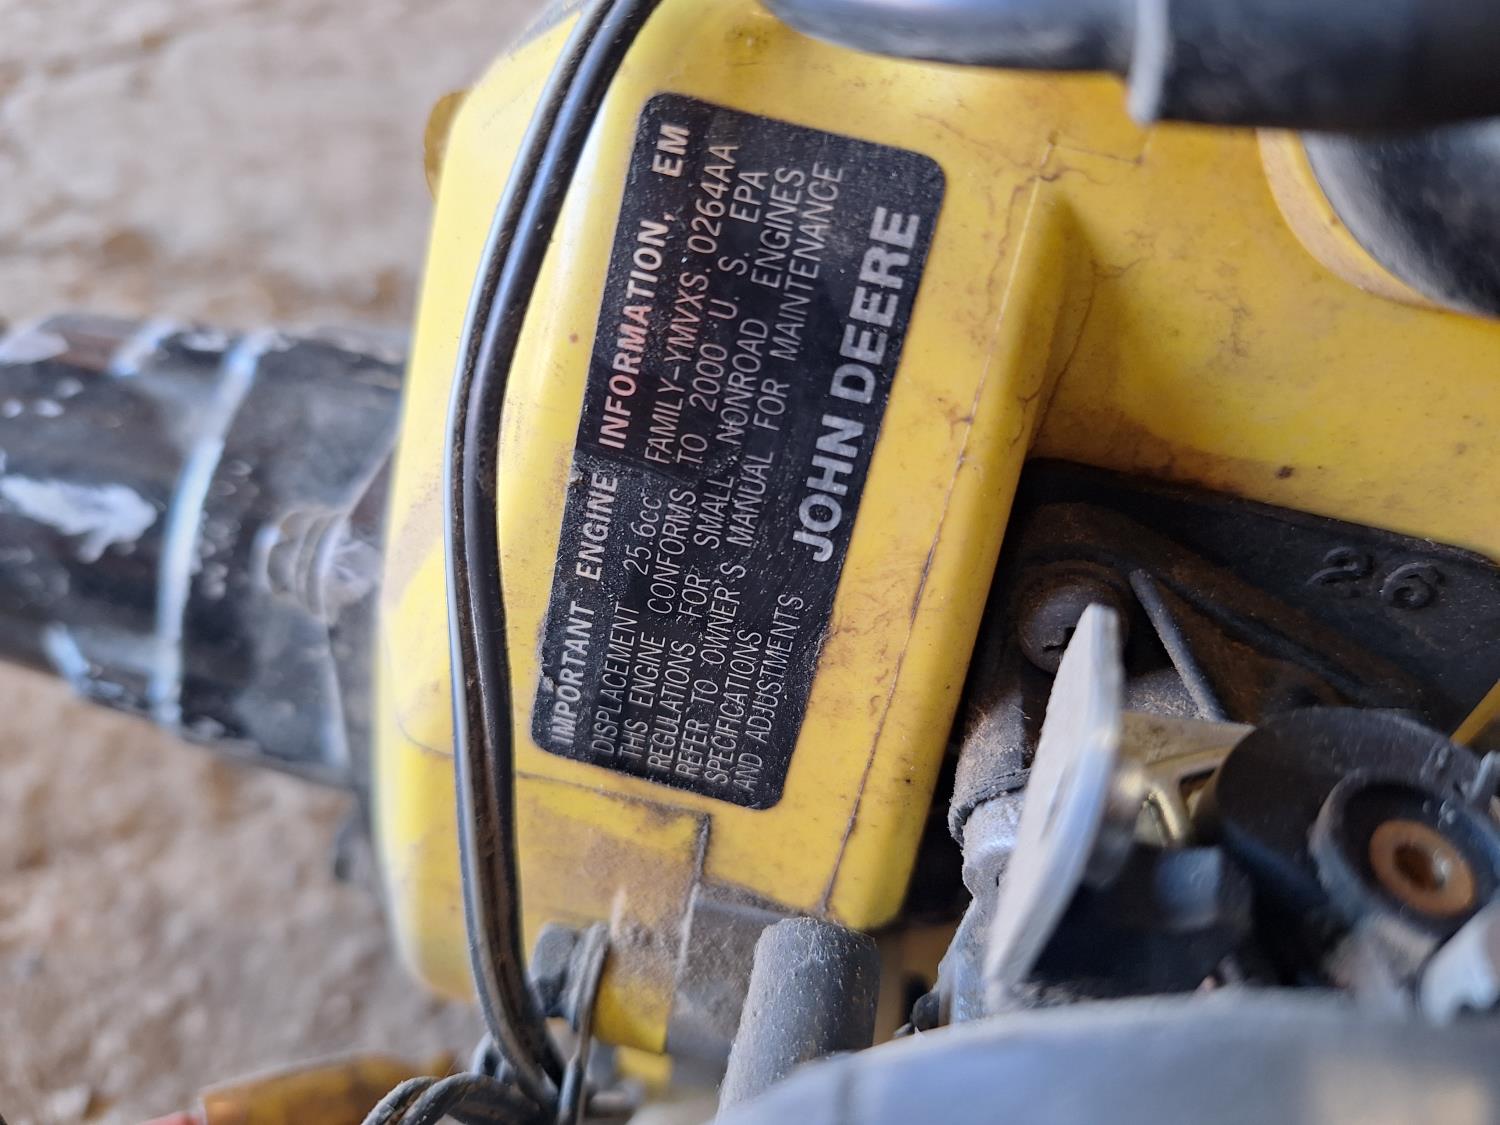 IMPORTANT ENGINE INFORMATION, EM
DISPLACEMENT 25.6cc FAMILY-YMVXS.0264AA
THIS ENGINE CONFORMS TO 2000 U. S. EPA
REGULATIONS FOR SMALL NONROAD ENGINES
REFER TO OWNER'S MANUAL FOR MAINTENANCE
SPECIFICATIONS
AND ADJUSTMENTS
JOHN DEERE
26